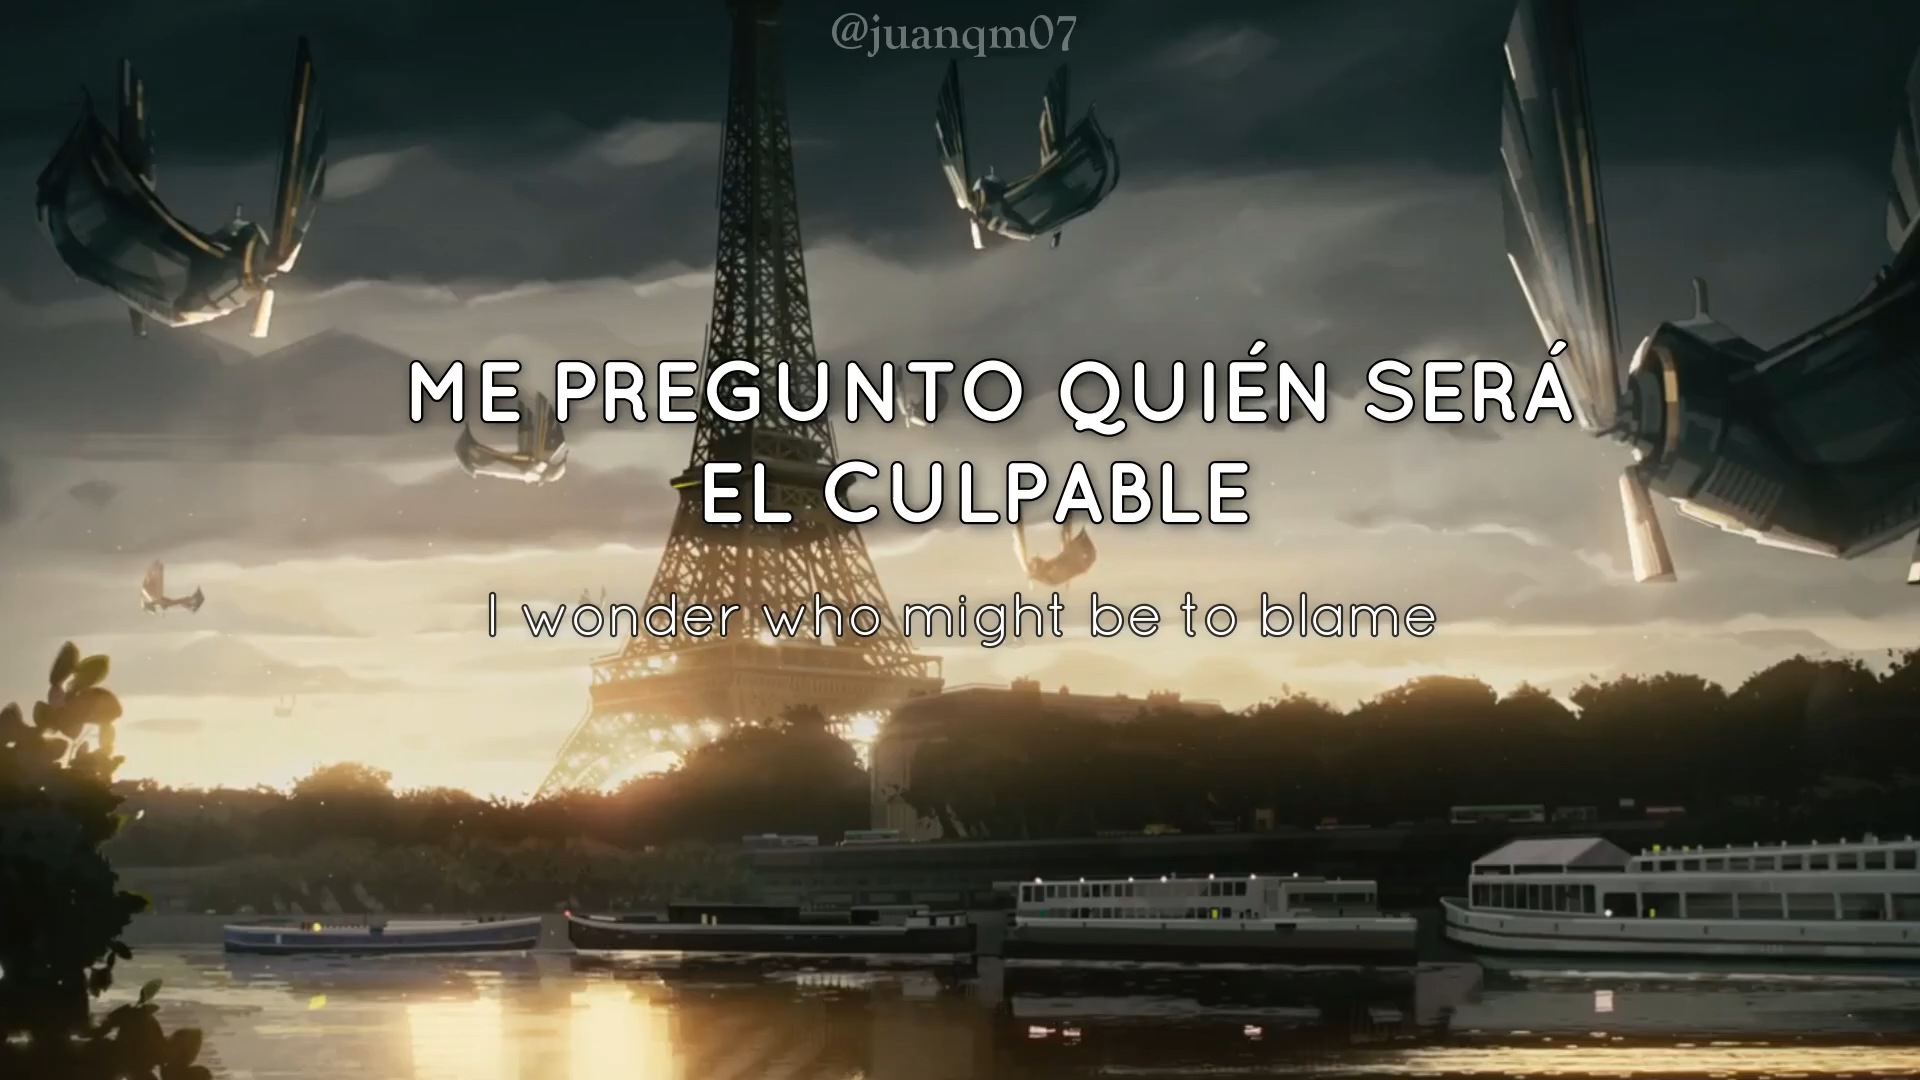 @juanqm07
ME PREGUNTO QUIÉN SERÁ
EL CULPABLE
I wonder who might be to blame